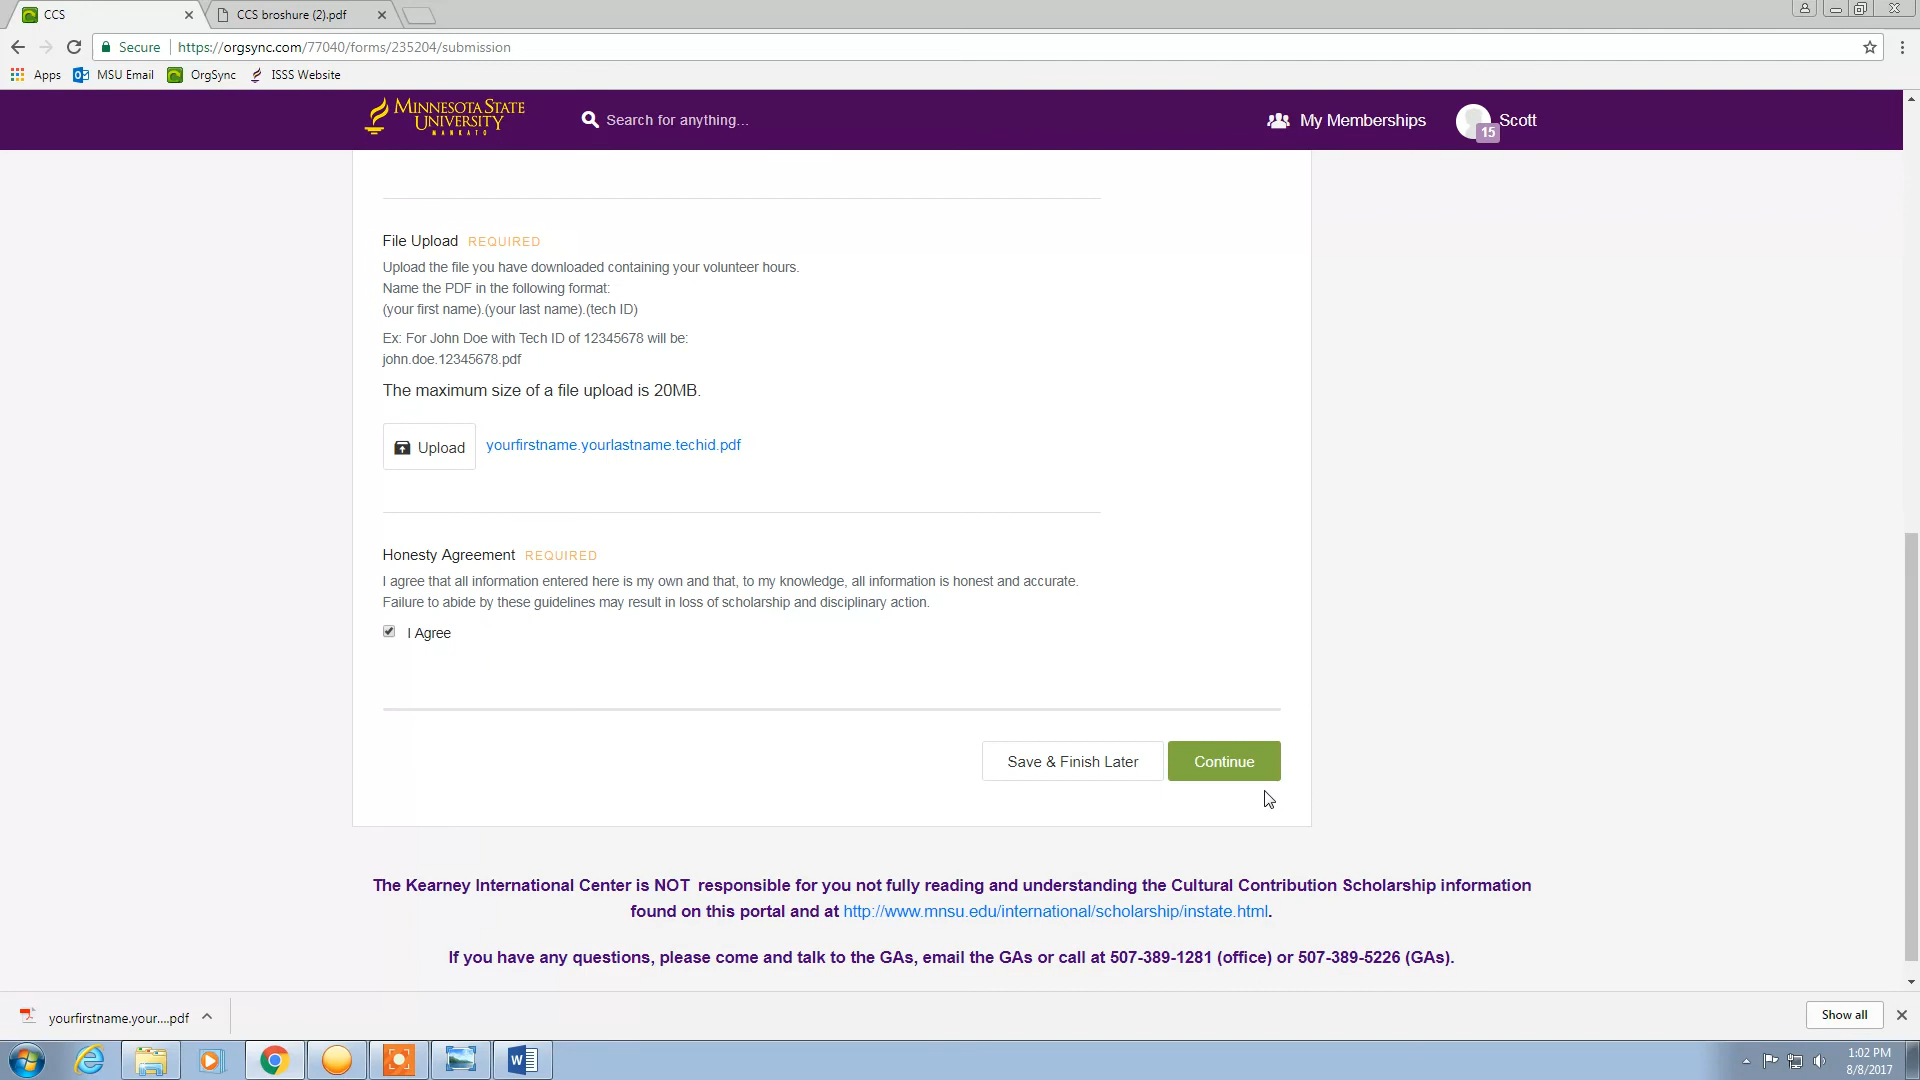 CCS
CCS broshure (2).pdf
Secure
https://orgsync.com/77040/forms/235204/submission
Apps
MSU Email
OrgSync
ISSS Website
MINNESOTA STATE
UNIVERSITY
MANKATO
Search for anything...
My Memberships
15
Scott
File Upload REQUIRED
Upload the file you have downloaded containing your volunteer hours.
Name the PDF in the following format:
(your first name).(your last name).(tech ID)
Ex: For John Doe with Tech ID of 12345678 will be:
john.doe.12345678.pdf
The maximum size of a file upload is 20MB.
Upload
yourfirstname.yourlastname.techid.pdf
Honesty Agreement REQUIRED
I agree that all information entered here is my own and that, to my knowledge, all information is honest and accurate.
Failure to abide by these guidelines may result in loss of scholarship and disciplinary action.
I Agree
Save & Finish Later
Continue
The Kearney International Center is NOT responsible for you not fully reading and understanding the Cultural Contribution Scholarship information
found on this portal and at http://www.mnsu.edu/international/scholarship/instate.html.
If you have any questions, please come and talk to the GAs, email the GAs or call at 507-389-1281 (office) or 507-389-5226 (GAs).
yourfirstname.your....pdf
Show all
1:02 PM
8/8/2017